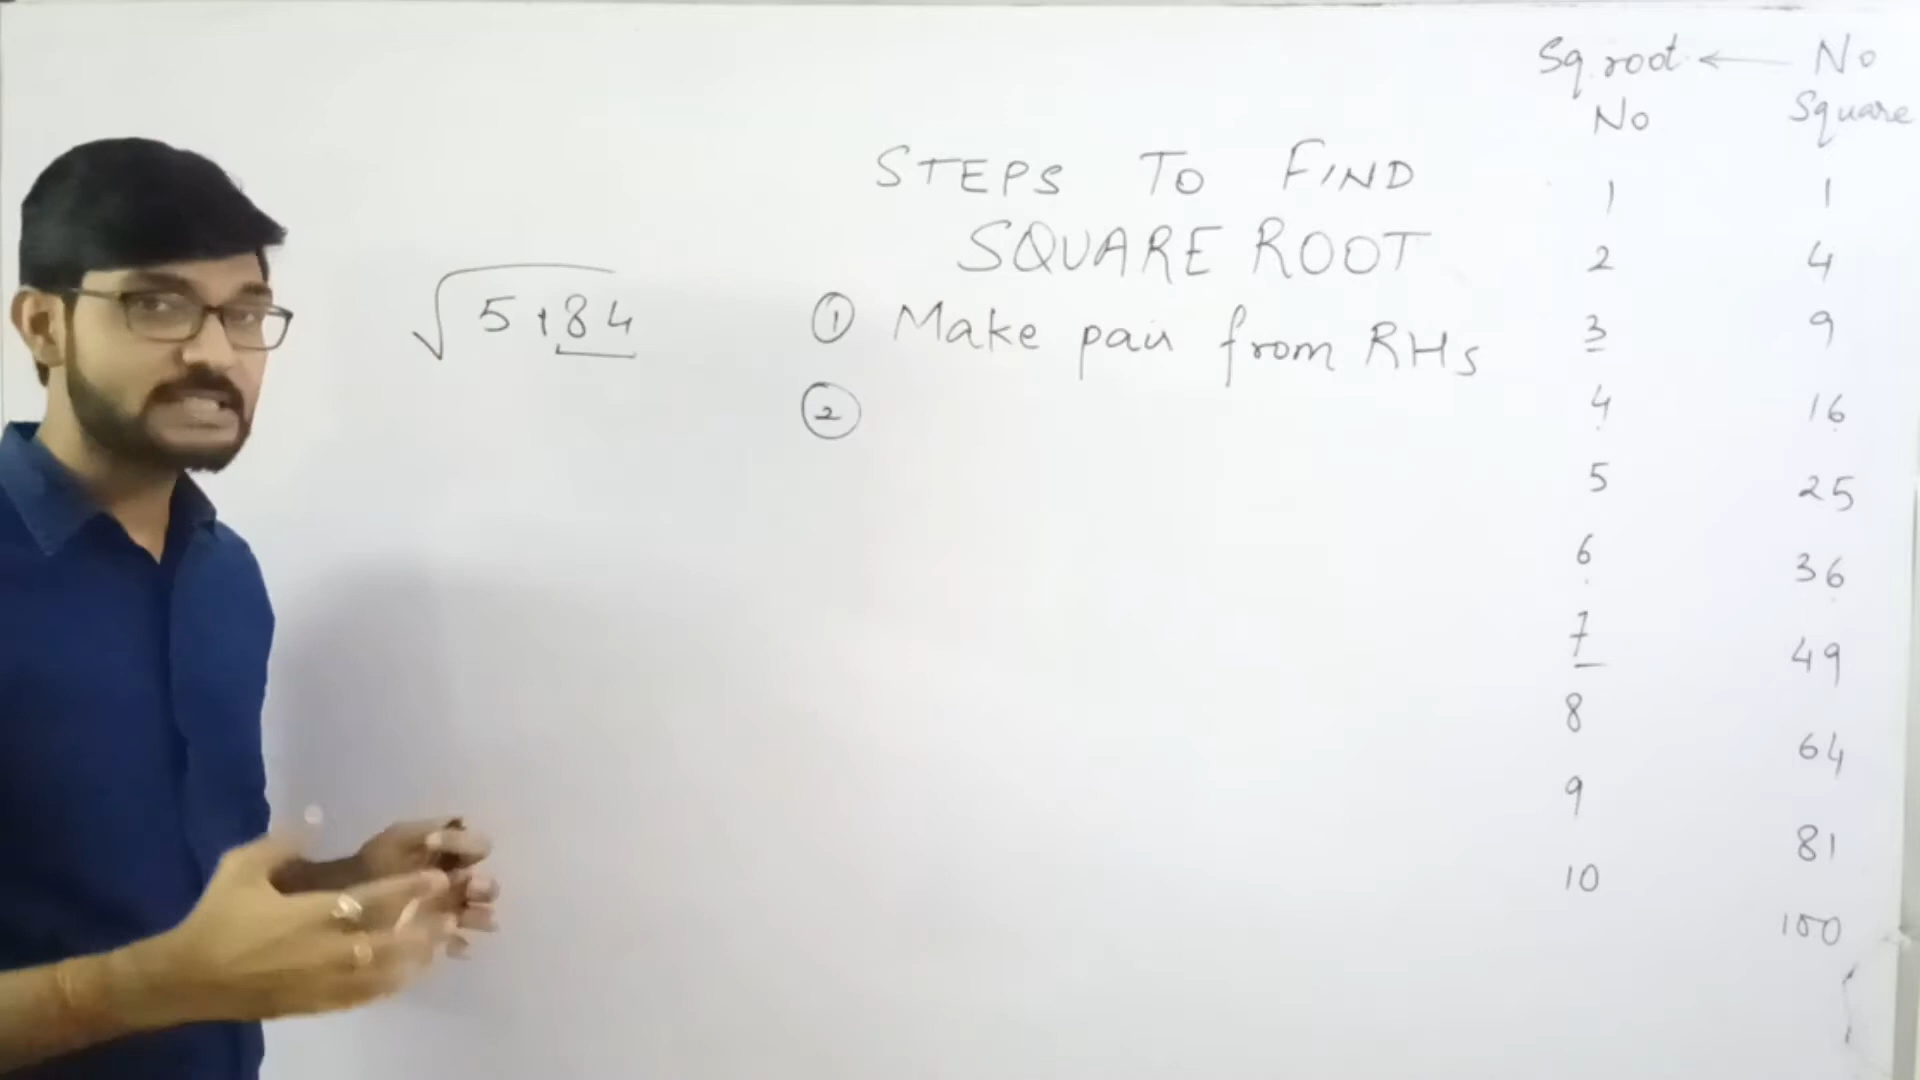 Sq.root ← No
No Square
STEPS TO FIND
SQUARE ROOT
√5,84
① Make pair from RHS
②
1 1
2 4
3 9
4 16
5 25
6 36
7 49
8 64
9 81
10 100